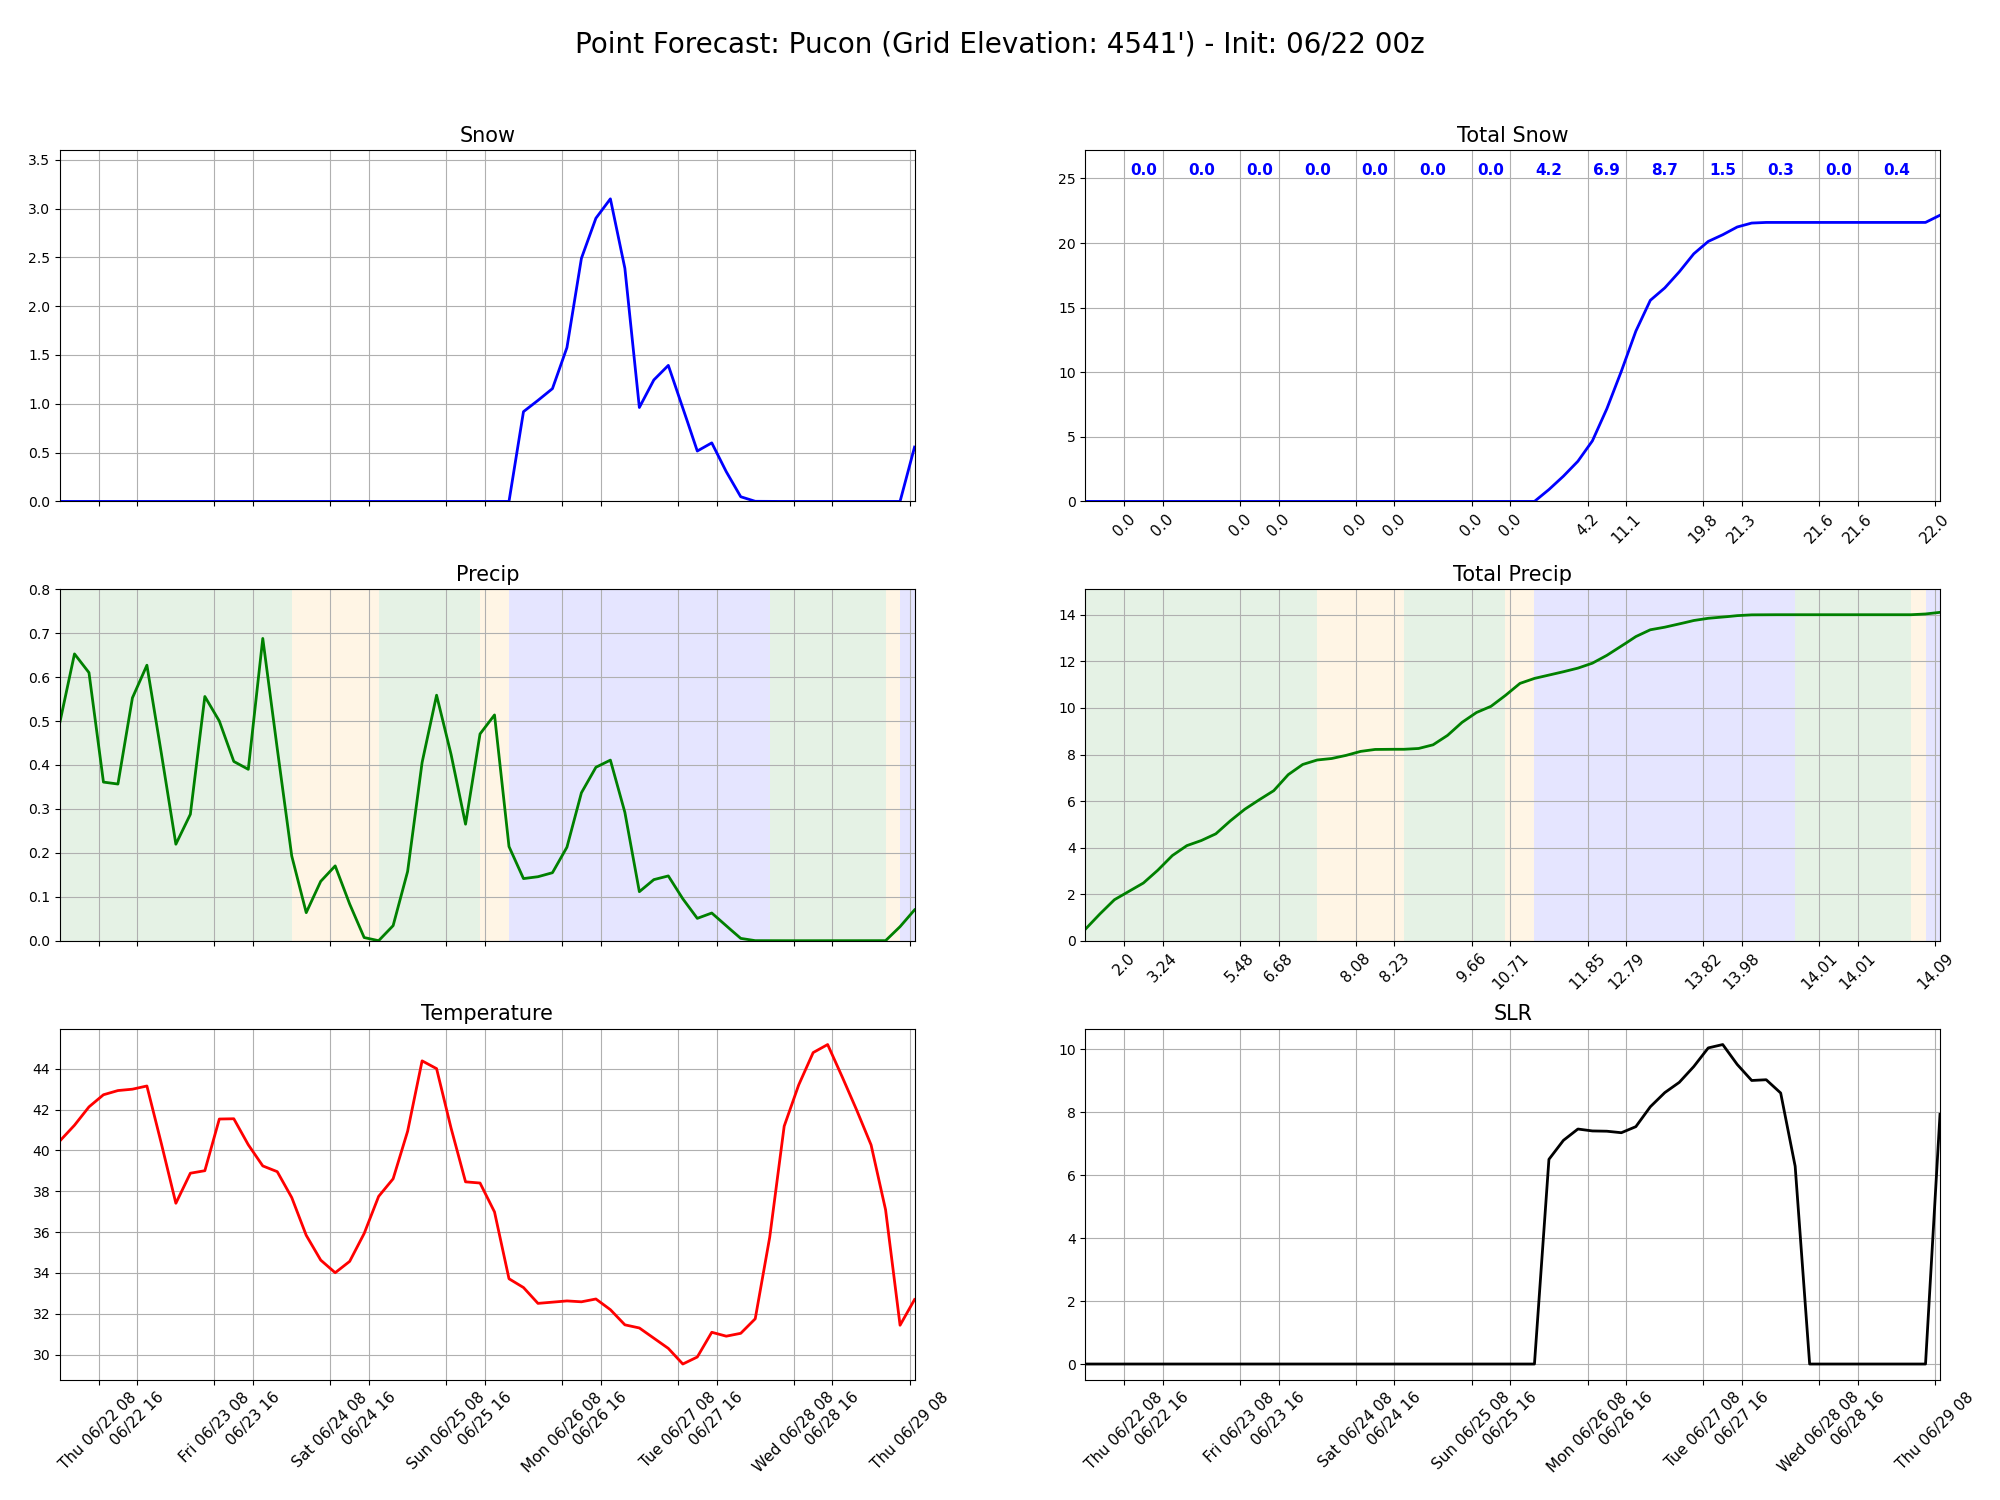 Point Forecast: Pucon (Grid Elevation: 4541') - Init: 06/22 00z
Snow
3.5
3.0
2.5
2.0
1.5
1.0
0.5
0.0
Total Snow
0.0 0.0 0.0 0.0 0.0 0.0 0.0 4.2 6.9 8.7 1.5 0.3 0.0 0.4
25
20
15
10
5
0
0.0 0.0 0.0 0.0 0.0 0.0 0.0 0.0 4.2 11.1 19.8 21.3 21.6 21.6 22.0
Precip
0.8
0.7
0.6
0.5
0.4
0.3
0.2
0.1
0.0
Total Precip
14
12
10
8
6
4
2
0
2.0 3.24 5.48 6.68 8.08 8.23 9.66 10.71 11.85 12.79 13.82 13.98 14.01 14.01 14.09
Temperature
44
42
40
38
36
34
32
30
Thu 06/22 08
06/22 16
Fri 06/23 08
06/23 16
Sat 06/24 08
06/24 16
Sun 06/25 08
06/25 16
Mon 06/26 08
06/26 16
Tue 06/27 08
06/27 16
Wed 06/28 08
06/28 16
Thu 06/29 08
SLR
10
8
6
4
2
0
Thu 06/22 08
06/22 16
Fri 06/23 08
06/23 16
Sat 06/24 08
06/24 16
Sun 06/25 08
06/25 16
Mon 06/26 08
06/26 16
Tue 06/27 08
06/27 16
Wed 06/28 08
06/28 16
Thu 06/29 08